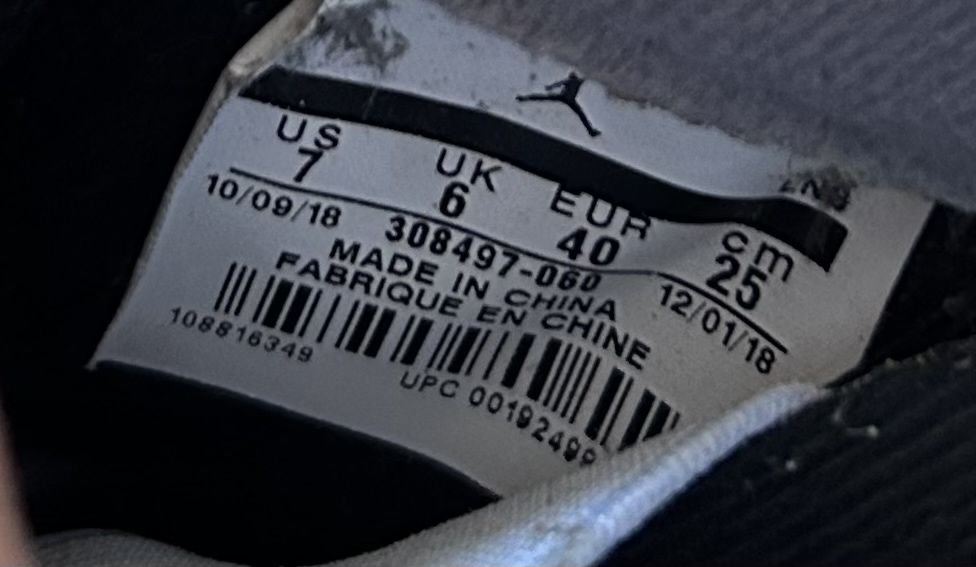 US UK EUR cm
7 6 40 25
10/09/18 308497-060 12/01/18
MADE IN CHINA
FABRIQUE EN CHINE
108816349
UPC 00192499